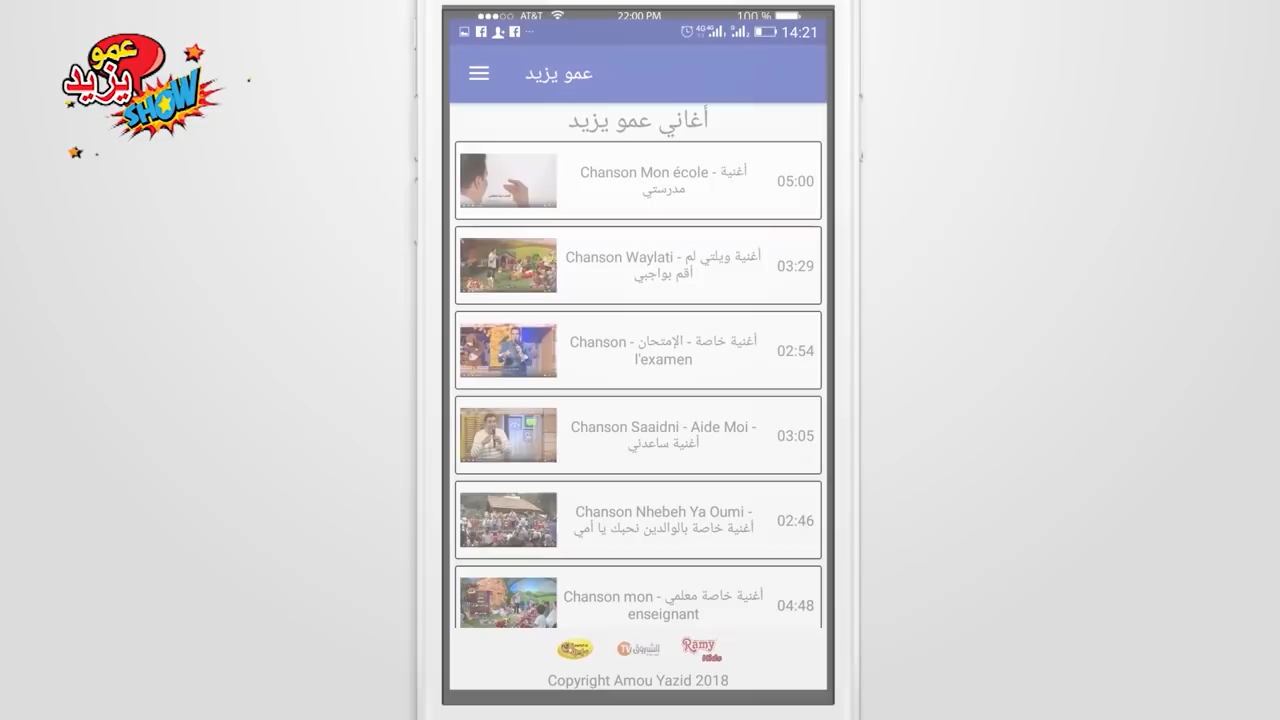 عمو
يزيد
SHOW
AT&T 22:00 PM 100 %
14:21
عمو يزيد
أغاني عمو يزيد
Chanson Mon école - أغنية
مدرستي
05:00
Chanson Waylati - أغنية ويلتي لم
أقم بواجبي
03:29
Chanson - أغنية خاصة - الإمتحان
l'examen
02:54
Chanson Saaidni - Aide Moi -
أغنية ساعدني
03:05
Chanson Nhebeh Ya Oumi -
أغنية خاصة بالوالدين نحبك يا أمي
02:46
Chanson mon - أغنية خاصة معلمي
enseignant
04:48
الشروق TV
Ramy
Kids
Copyright Amou Yazid 2018